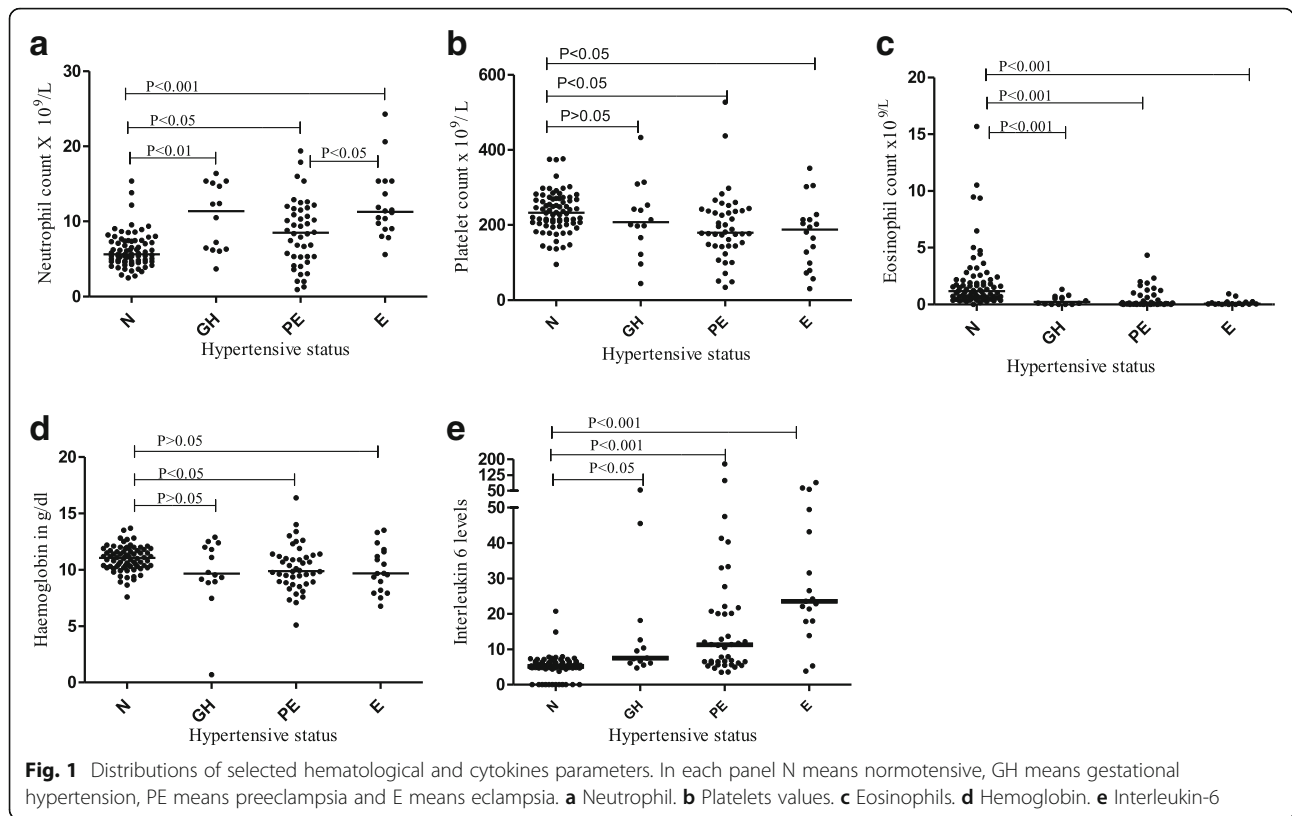 a
30
20
10
0
Neutrophil count X 10⁹/L
P<0.001
P<0.05
P<0.01
P<0.05
N
GH
PE
E
Hypertensive status
b
600
400
200
0
Platelet count x 10⁹/ L
P<0.05
P<0.05
P>0.05
N
GH
PE
E
Hypertensive status
c
20
15
10
5
0
Eosinophil count x10⁹/L
P<0.001
P<0.001
P<0.001
N
GH
PE
E
Hypertensive status
d
20
15
10
5
0
Haemoglobin in g/dl
P>0.05
P<0.05
P>0.05
N
GH
PE
E
Hypertensive status
e
200
125
50
50
40
30
20
10
0
Interleukin 6 levels
P<0.001
P<0.001
P<0.05
N
GH
PE
E
Hypertensive status
Fig. 1 Distributions of selected hematological and cytokines parameters. In each panel N means normotensive, GH means gestational
hypertension, PE means preeclampsia and E means eclampsia. a Neutrophil. b Platelets values. c Eosinophils. d Hemoglobin. e Interleukin-6